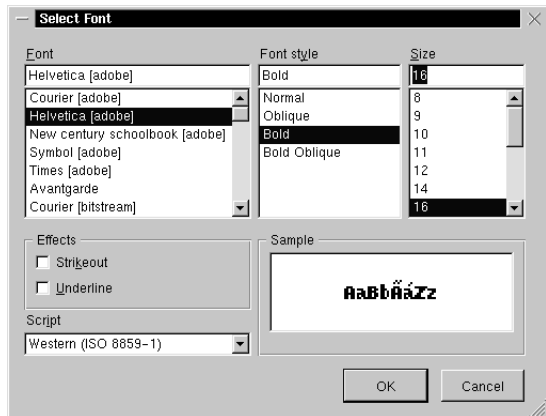 Select Font
Font
Font style
Size
Helvetica [adobe]
Bold
16
Courier [adobe]
Helvetica [adobe]
New century schoolbook [adobe]
Symbol [adobe]
Times [adobe]
Avantgarde
Courier [bitstream]
Normal
Oblique
Bold
Bold Oblique
8
9
10
11
12
14
16
Effects
Strikeout
Underline
Sample
AaBbÃáZz
Script
Western (ISO 8859-1)
OK
Cancel